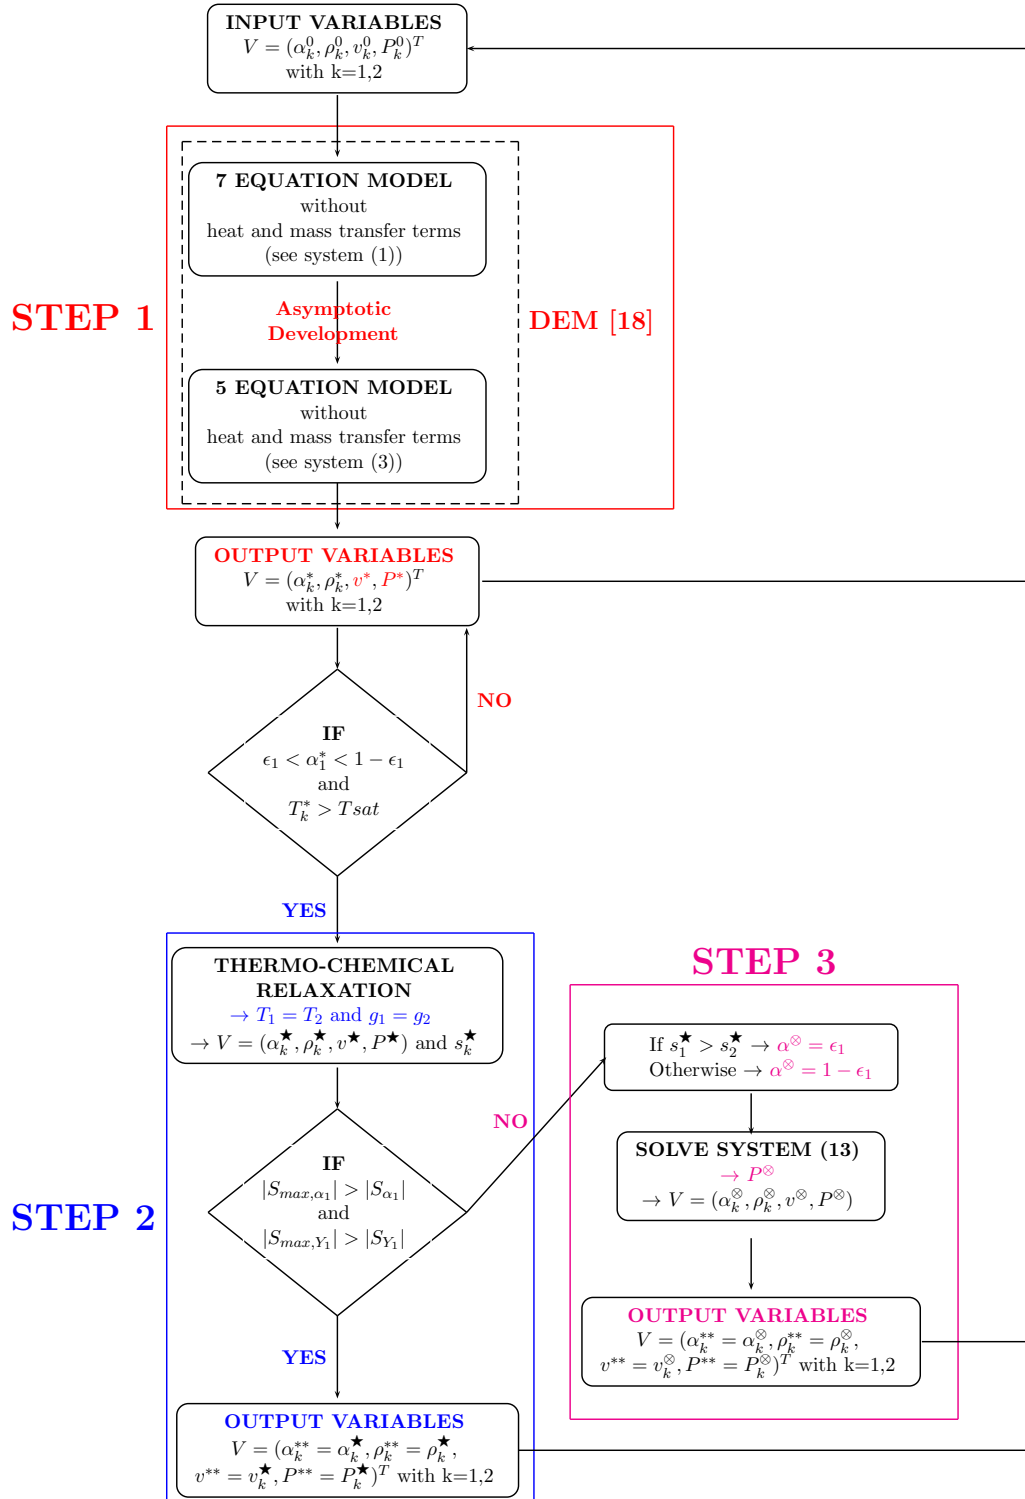 INPUT VARIABLES
V = (α_k^0, ρ_k^0, v_k^0, P_k^0)^T
with k=1,2
STEP 1
7 EQUATION MODEL
without
heat and mass transfer terms
(see system (1))
Asymptotic
Development
DEM [18]
5 EQUATION MODEL
without
heat and mass transfer terms
(see system (3))
OUTPUT VARIABLES
V = (α_k^*, ρ_k^*, v^*, P^*)^T
with k=1,2
IF
ϵ_1 < α_1^* < 1 − ϵ_1
and
T_k^* > Tsat
NO
YES
STEP 2
THERMO-CHEMICAL
RELAXATION
→ T_1 = T_2 and g_1 = g_2
→ V = (α_k^★, ρ_k^★, v^★, P^★) and s_k^★
IF
|S_{max,α_1}| > |S_{α_1}|
and
|S_{max,Y_1}| > |S_{Y_1}|
NO
YES
OUTPUT VARIABLES
V = (α_k^{**} = α_k^★, ρ_k^{**} = ρ_k^★,
v^{**} = v_k^★, P^{**} = P_k^★)^T with k=1,2
STEP 3
If s_1^★ > s_2^★ → α^⊗ = ϵ_1
Otherwise → α^⊗ = 1 − ϵ_1
SOLVE SYSTEM (13)
→ P^⊗
→ V = (α_k^⊗, ρ_k^⊗, v^⊗, P^⊗)
OUTPUT VARIABLES
V = (α_k^{**} = α_k^⊗, ρ_k^{**} = ρ_k^⊗,
v^{**} = v_k^⊗, P^{**} = P_k^⊗)^T with k=1,2